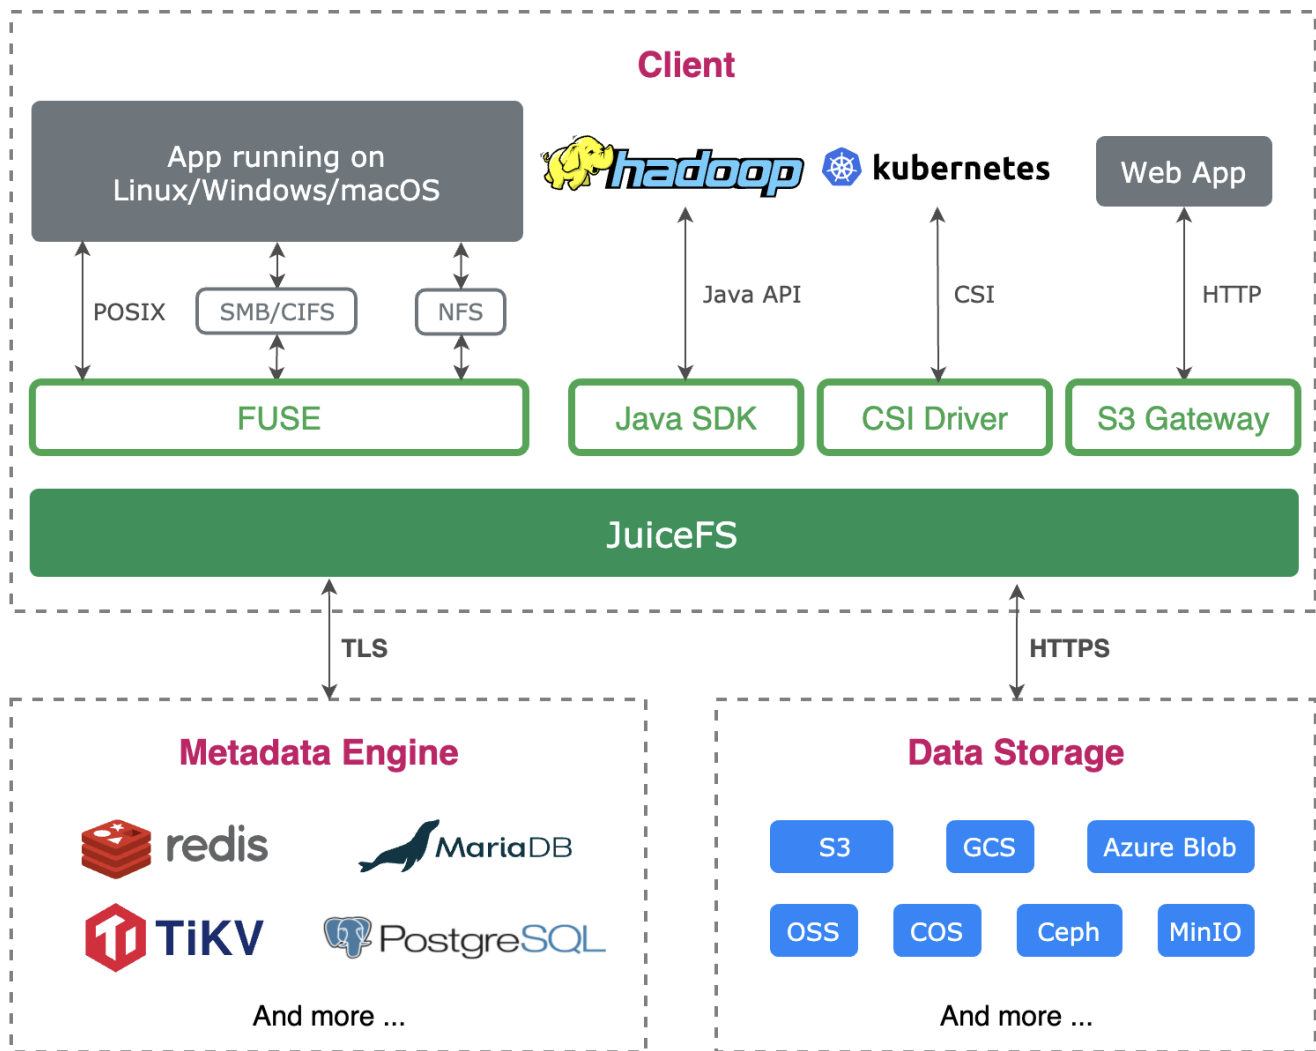 Client
App running on
Linux/Windows/macOS
hadoop
kubernetes
Web App
POSIX
SMB/CIFS
NFS
Java API
CSI
HTTP
FUSE
Java SDK
CSI Driver
S3 Gateway
JuiceFS
TLS
HTTPS
Metadata Engine
redis
MariaDB
TiKV
PostgreSQL
And more ...
Data Storage
S3
GCS
Azure Blob
OSS
COS
Ceph
MinIO
And more ...